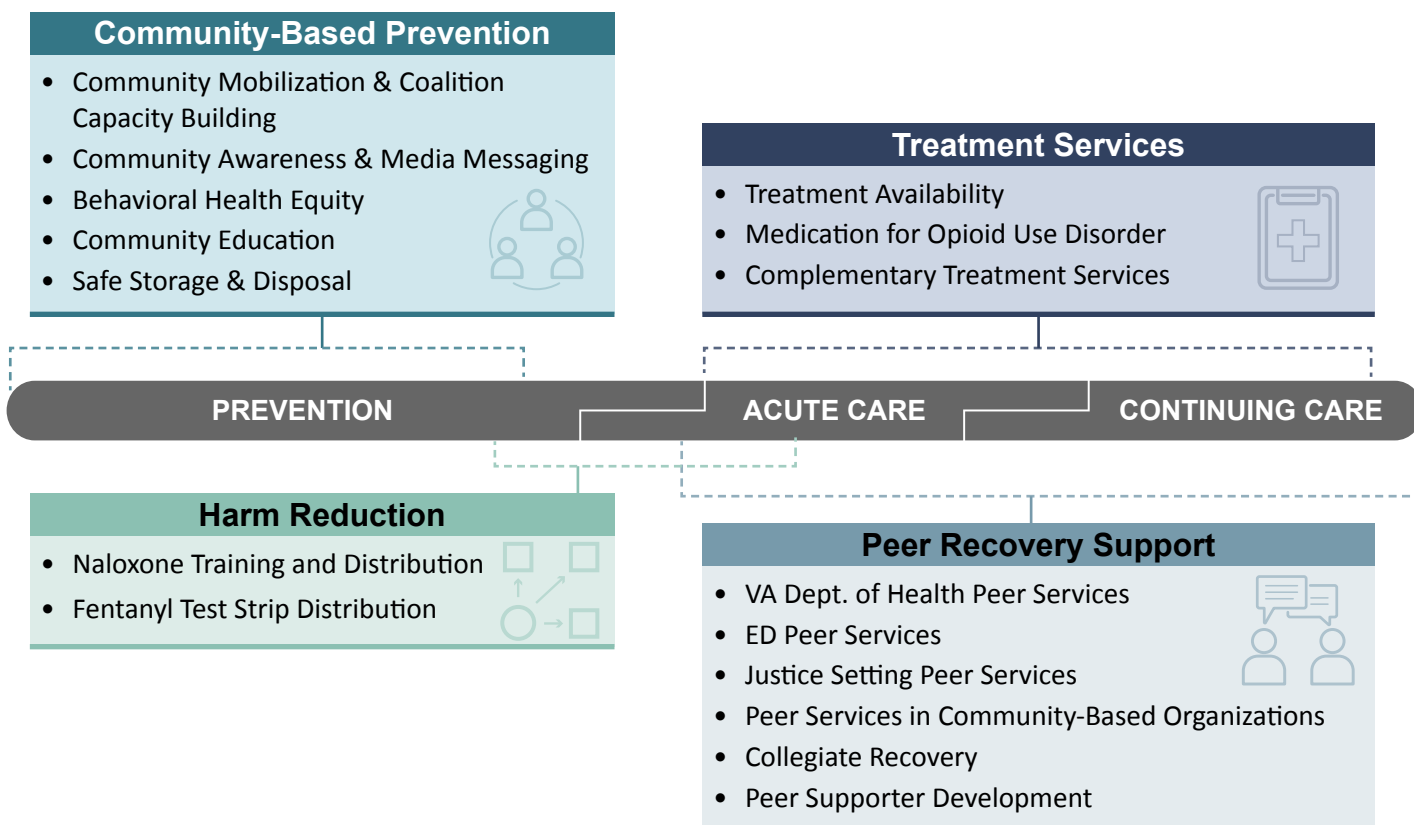 Community-Based Prevention
• Community Mobilization & Coalition
Capacity Building
• Community Awareness & Media Messaging
• Behavioral Health Equity
• Community Education
• Safe Storage & Disposal
Treatment Services
• Treatment Availability
• Medication for Opioid Use Disorder
• Complementary Treatment Services
PREVENTION
ACUTE CARE
CONTINUING CARE
Harm Reduction
• Naloxone Training and Distribution
• Fentanyl Test Strip Distribution
Peer Recovery Support
• VA Dept. of Health Peer Services
• ED Peer Services
• Justice Setting Peer Services
• Peer Services in Community-Based Organizations
• Collegiate Recovery
• Peer Supporter Development